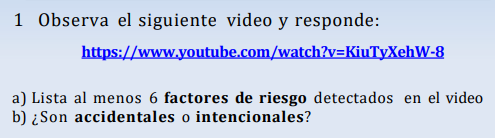 1 Observa el siguiente video y responde:
https://www.youtube.com/watch?v=KiuTyXehW-8
a) Lista al menos 6 factores de riesgo detectados en el video
b) ¿Son accidentales o intencionales?